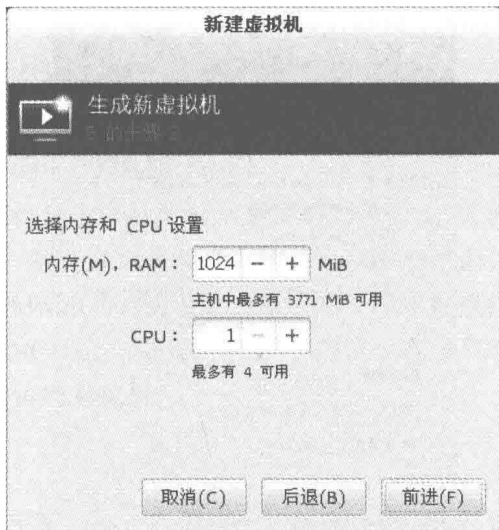 新建虚拟机
生成新虚拟机
选择内存和 CPU 设置
内存(M)，RAM： 1024 − + MiB
主机中最多有 3771 MiB 可用
CPU： 1 − +
最多有 4 可用
取消(C) 后退(B) 前进(F)